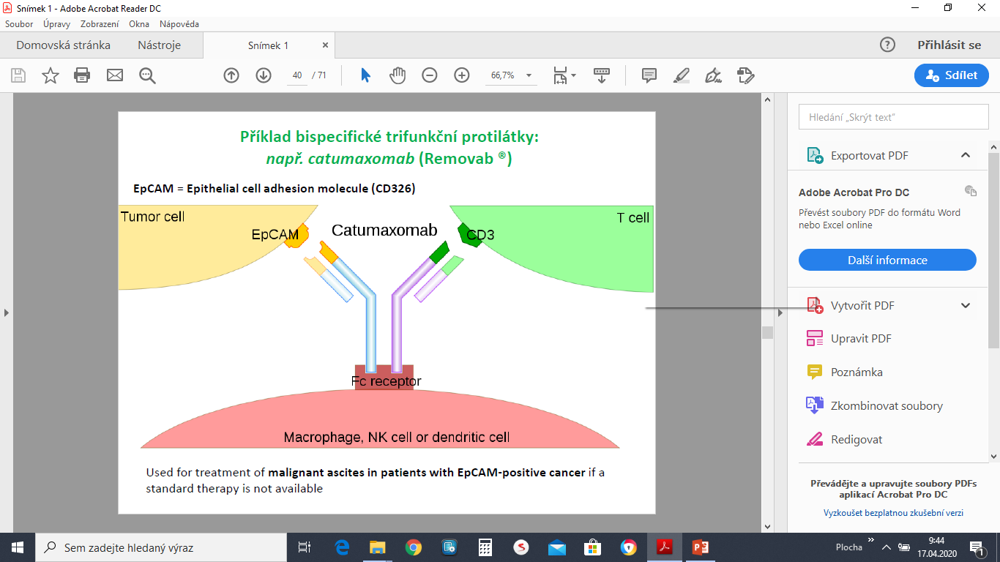 Snímek 1 - Adobe Acrobat Reader DC
Soubor Úpravy Zobrazení Okna Nápověda
Domovská stránka Nástroje Snímek 1 × Přihlásit se
40 / 71 66,7% Sdílet
Příklad bispecifické trifunkční protilátky:
např. catumaxomab (Removab ®)
EpCAM = Epithelial cell adhesion molecule (CD326)
Tumor cell
T cell
EpCAM
Catumaxomab
CD3
Fc receptor
Macrophage, NK cell or dendritic cell
Used for treatment of malignant ascites in patients with EpCAM-positive cancer if a
standard therapy is not available
Hledání „Skrýt text"
Exportovat PDF
Adobe Acrobat Pro DC
Převést soubory PDF do formátu Word
nebo Excel online
Další informace
Vytvořit PDF
Upravit PDF
Poznámka
Zkombinovat soubory
Redigovat
Převádějte a upravujte soubory PDFs
aplikací Acrobat Pro DC
Vyzkoušet bezplatnou zkušební verzi
Sem zadejte hledaný výraz
Plocha
9:44
17.04.2020
1